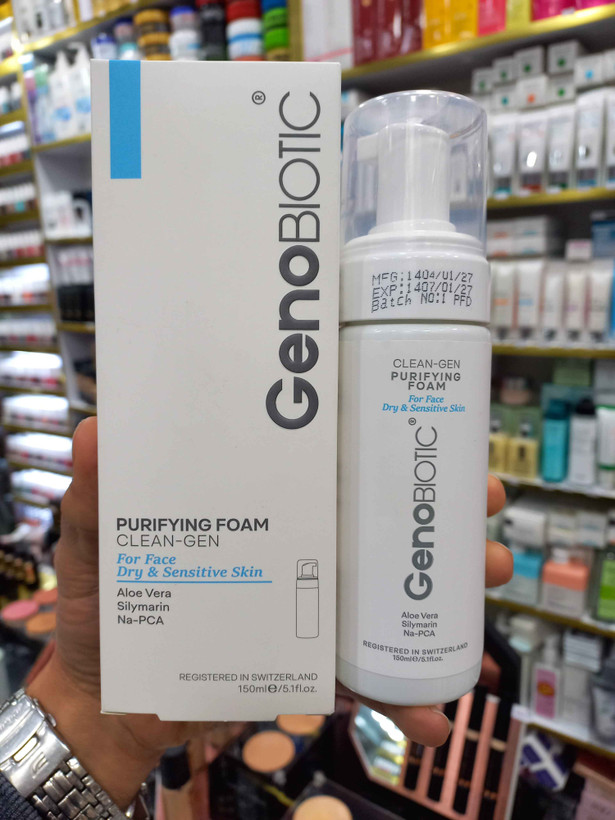 GenoBIOTIC®
PURIFYING FOAM
CLEAN-GEN
For Face
Dry & Sensitive Skin
Aloe Vera
Silymarin
Na-PCA
REGISTERED IN SWITZERLAND
150ml℮/5.1fl.oz.
MFG:1404/01/27
EXP:1407/01/27
Batch NO:1 PFD
CLEAN-GEN
PURIFYING
FOAM
For Face
Dry & Sensitive Skin
GenoBIOTIC®
Aloe Vera
Silymarin
Na-PCA
REGISTERED IN SWITZERLAND
150ml℮/5.1fl.oz.